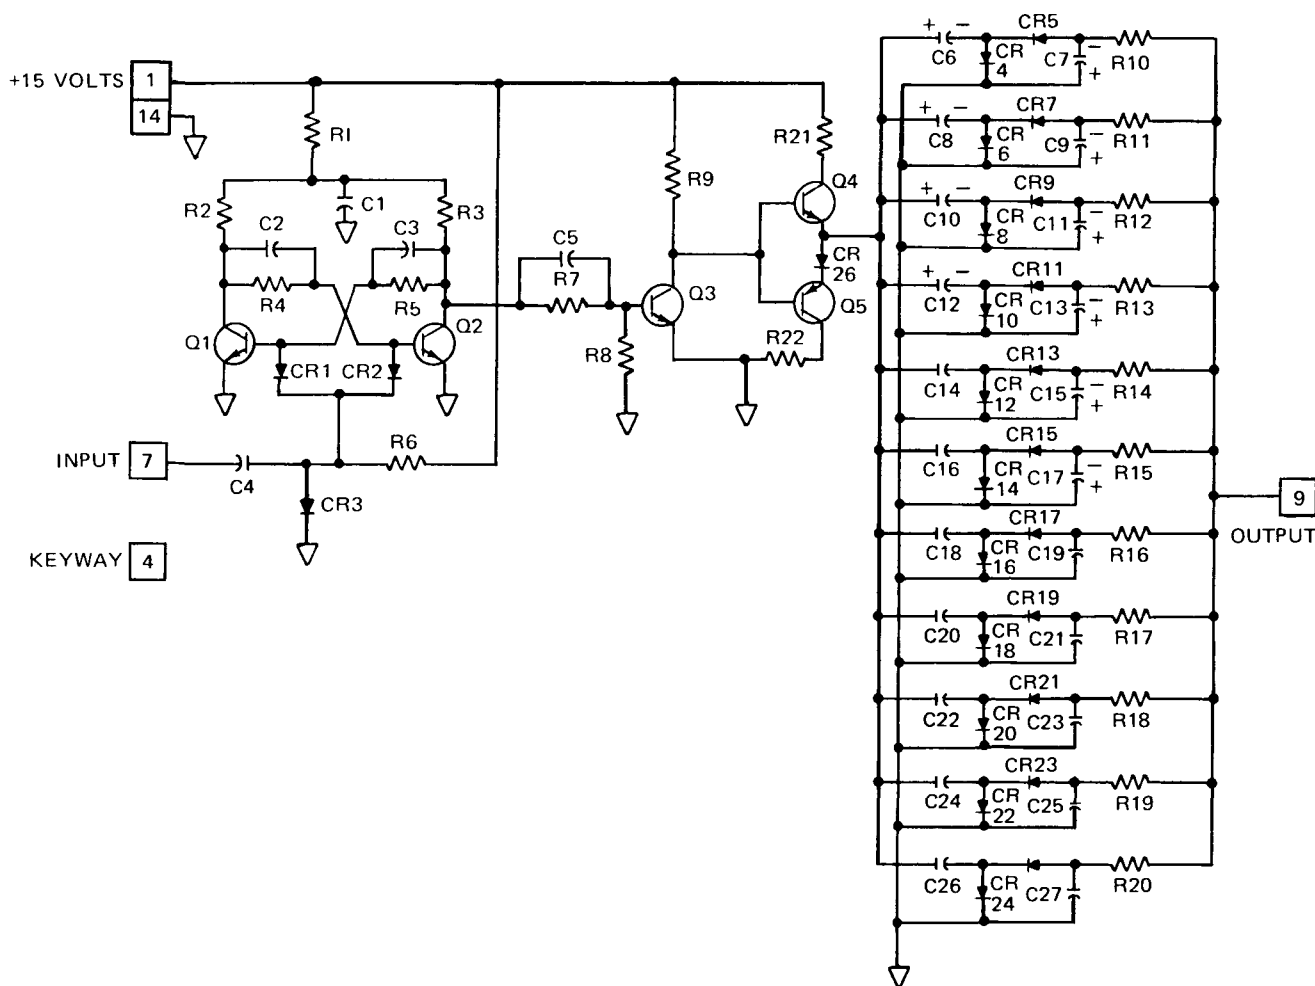 +15 VOLTS 1
14
R1
R2
C1
R3
C2
C3
R4
R5
Q1
Q2
CR1
CR2
INPUT 7
C4
R6
CR3
KEYWAY 4
C5
R7
R8
R9
Q3
R21
Q4
CR
26
Q5
R22
+ −
C6
CR
4
CR5
C7
−
+
R10
+ −
C8
CR
6
CR7
C9
−
+
R11
+ −
C10
CR
8
CR9
C11
−
+
R12
+ −
C12
CR
10
CR11
C13
−
+
R13
C14
CR
12
CR13
C15
−
+
R14
C16
CR
14
CR15
C17
−
+
R15
C18
CR
16
CR17
C19
R16
C20
CR
18
CR19
C21
R17
C22
CR
20
CR21
C23
R18
C24
CR
22
CR23
C25
R19
C26
CR
24
C27
R20
9
OUTPUT